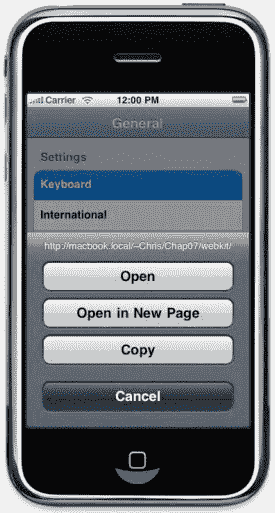 Carrier 12:00 PM
General
Settings
Keyboard
International
http://macbook.local/~Chris/Chap07/webkit/
Open
Open in New Page
Copy
Cancel